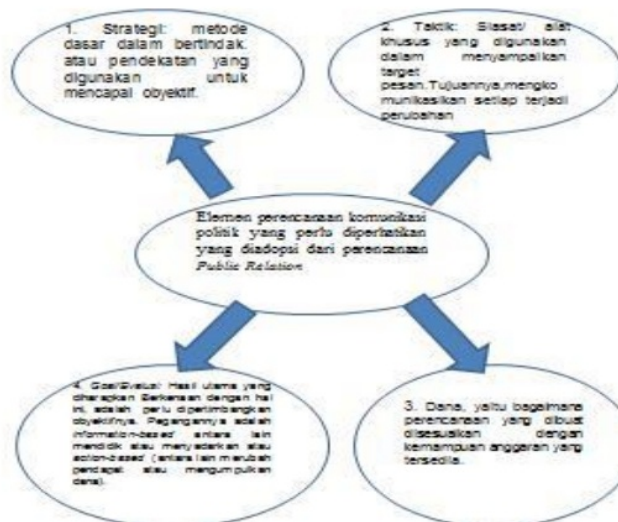 1. Strategi: metode
dasar dalam bertindak.
atau pendekatan yang
digunakan untuk
mencapai obyektif.
2. Taktik: Siasat/ alat
khusus yang digunakan
dalam menyampaikan
target
pesan.Tujuannya,mengko
munikasikan setiap terjadi
perubahan
Elemen perencanaan komunikasi
politik yang perlu diperhatikan
yang diadopsi dari perencanaan
Public Relation
4. Goal/Evaluai Hasil utama yang
diharapkan Berkenaan dengan hal
ini, adalah perlu dipertimbangkan
obyektifnya. Pegangannya adalah
information-based antara lain
mendidik atau menyadarkan atau
action-based (antara lain merubah
pendapat atau mengumpulkan
dana).
3. Dana, yaitu bagaimana
perencanaan yang dibuat
disesuaikan dengan
kemampuan anggaran yang
tersedia.